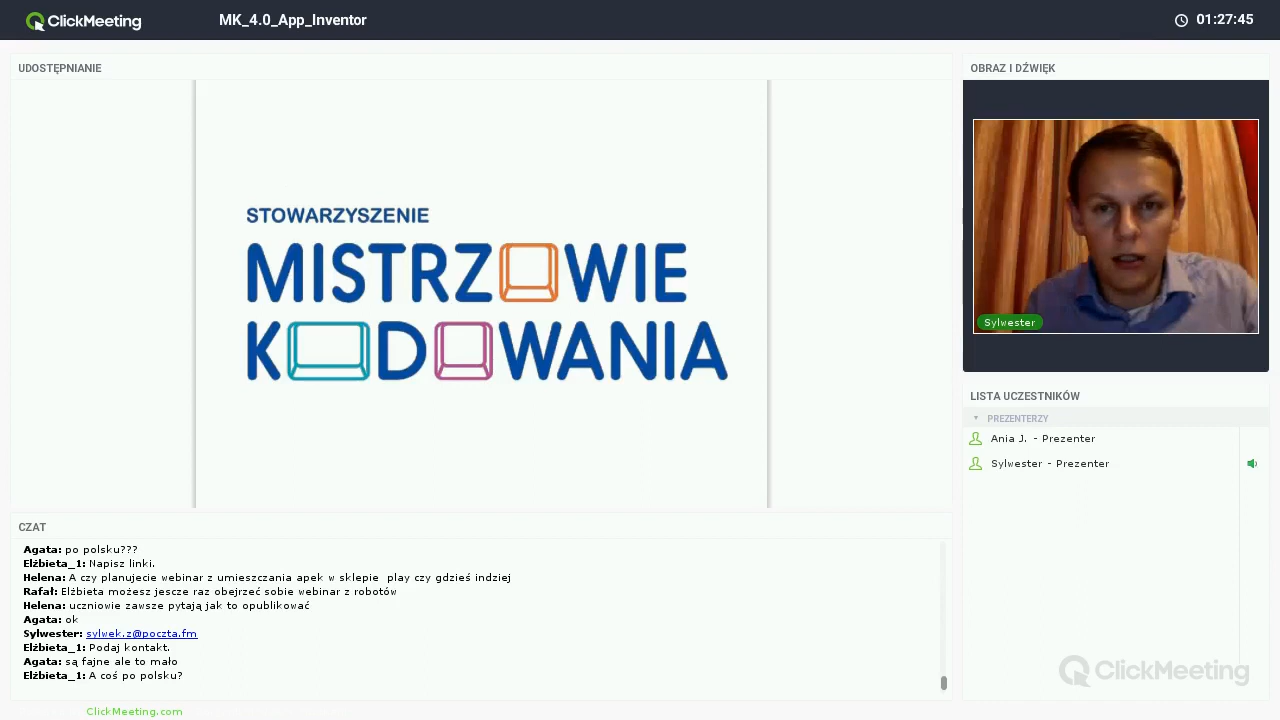 ClickMeeting
MK_4.0_App_Inventor
01:27:45
UDOSTĘPNIANIE
STOWARZYSZENIE
MISTRZOWIE
KODOWANIA
OBRAZ I DŹWIĘK
Sylwester
LISTA UCZESTNIKÓW
PREZENTERZY
Ania J. - Prezenter
Sylwester - Prezenter
CZAT
Agata: po polsku???
Elżbieta_1: Napisz linki.
Helena: A czy planujecie webinar z umieszczania apek w sklepie play czy gdzieś indziej
Rafał: Elżbieta możesz jescze raz obejrzeć sobie webinar z robotów
Helena: uczniowie zawsze pytają jak to opublikować
Agata: ok
Sylwester: sylwek.z@poczta.fm
Elżbieta_1: Podaj kontakt.
Agata: są fajne ale to mało
Elżbieta_1: A coś po polsku?
ClickMeeting
ClickMeeting.com